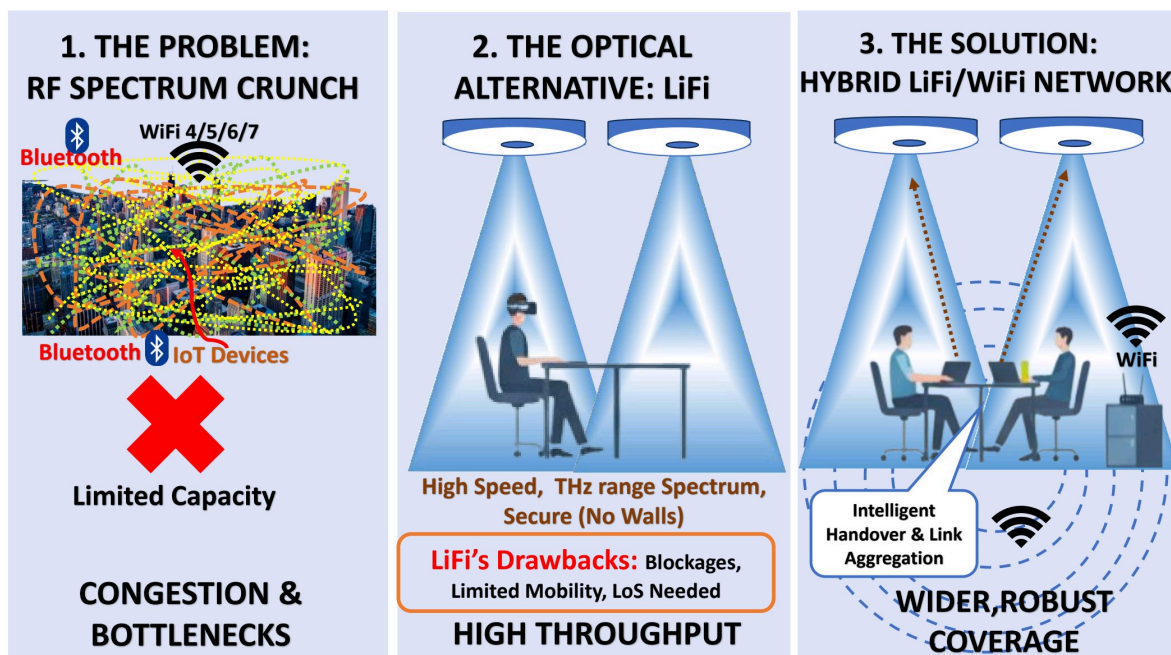 1. THE PROBLEM:
RF SPECTRUM CRUNCH
WiFi 4/5/6/7
Bluetooth
Bluetooth
IoT Devices
Limited Capacity
CONGESTION &
BOTTLENECKS
2. THE OPTICAL
ALTERNATIVE: LiFi
High Speed, THz range Spectrum,
Secure (No Walls)
LiFi's Drawbacks: Blockages,
Limited Mobility, LoS Needed
HIGH THROUGHPUT
3. THE SOLUTION:
HYBRID LiFi/WiFi NETWORK
WiFi
Intelligent
Handover & Link
Aggregation
WIDER,ROBUST
COVERAGE